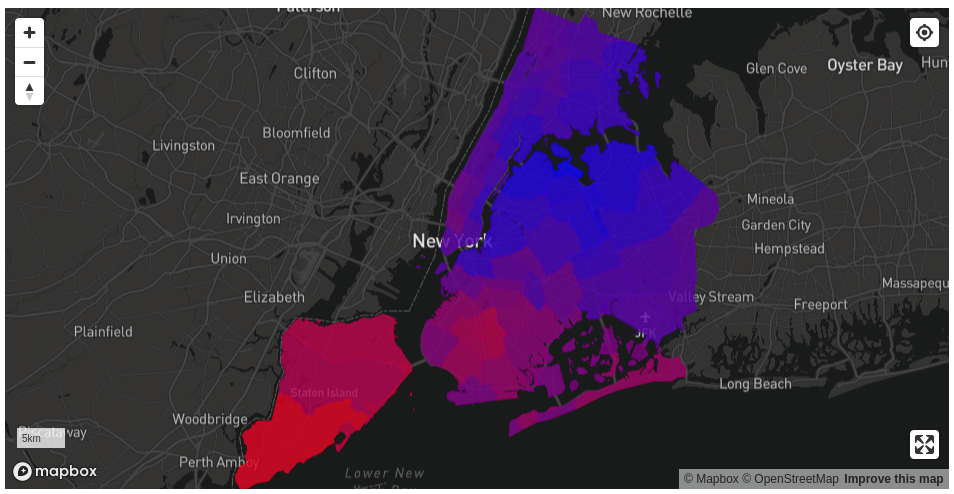 Paterson
New Rochelle
Clifton
Glen Cove
Oyster Bay
Hun
Bloomfield
Livingston
East Orange
Mineola
Irvington
Garden City
New York
Hempstead
Union
Elizabeth
Valley Stream
Massapequ
Freeport
Plainfield
JFK
Long Beach
Staten Island
Woodbridge
Piscataway
5km
Perth Amboy
mapbox
Lower New
York Bay
© Mapbox © OpenStreetMap Improve this map